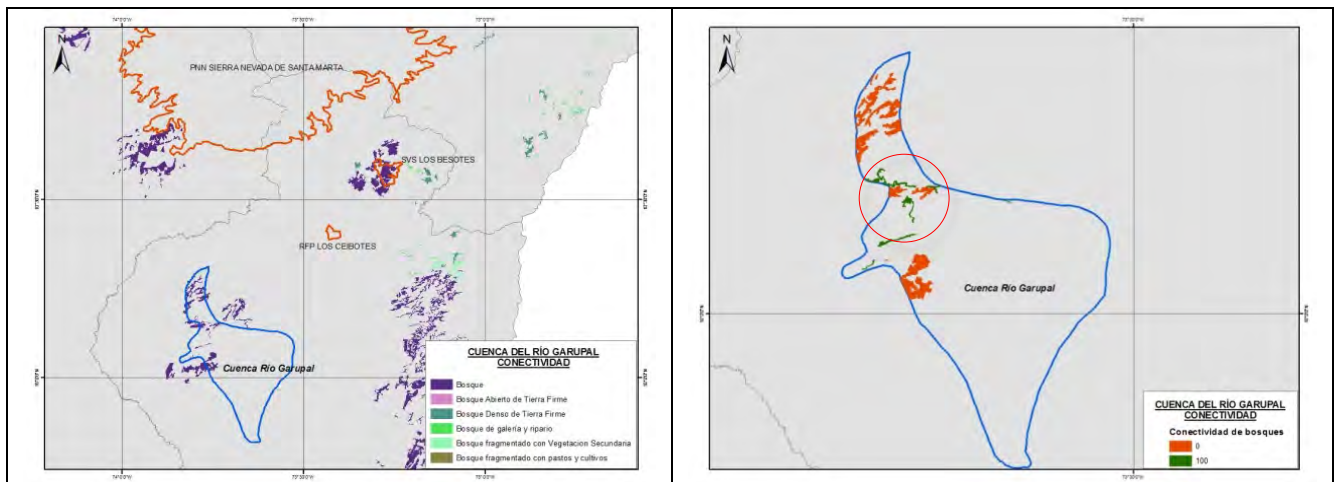 N
PNN SIERRA NEVADA DE SANTA MARTA
SVS LOS BESOTES
RFP LOS CEIBOTES
Cuenca Río Garupal
CUENCA DEL RÍO GARUPAL
CONECTIVIDAD
Bosque
Bosque Abierto de Tierra Firme
Bosque Denso de Tierra Firme
Bosque de galería y ripario
Bosque fragmentado con Vegetacion Secundaria
Bosque fragmentado con pastos y cultivos
N
Cuenca Río Garupal
CUENCA DEL RÍO GARUPAL
CONECTIVIDAD
Conectividad de bosques
0
100